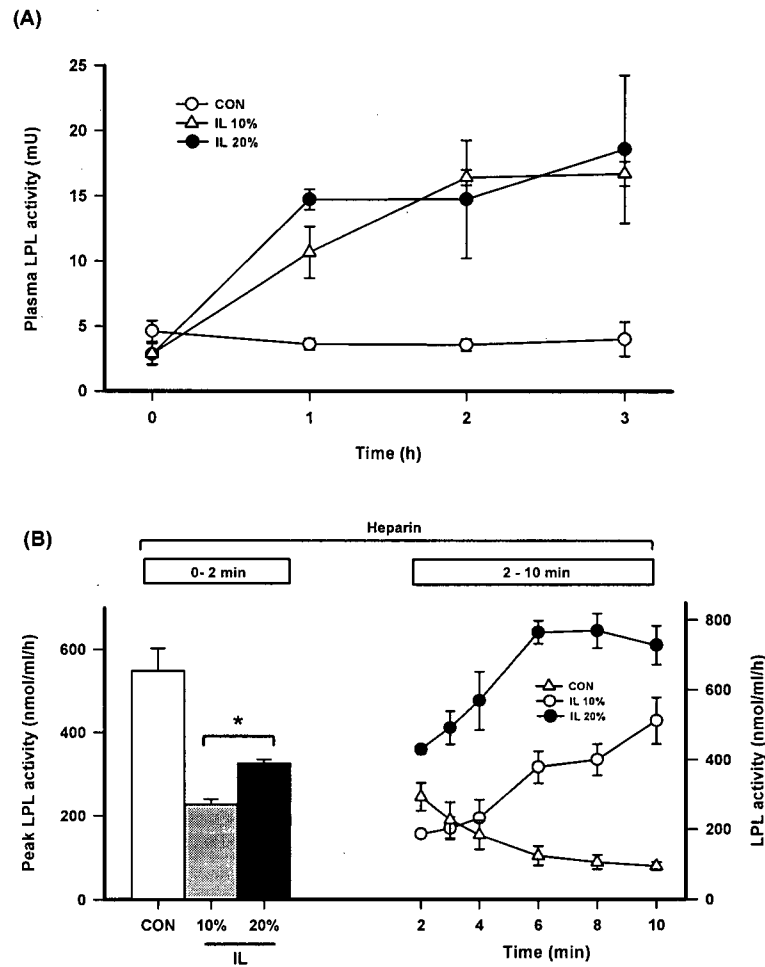 (A)
25
20
15
10
5
0
Plasma LPL activity (mU)
CON
IL 10%
IL 20%
0 1 2 3
Time (h)
(B)
Heparin
0- 2 min
2 - 10 min
Peak LPL activity (nmol/ml/h)
600
400
200
0
*
CON 10% 20%
IL
CON
IL 10%
IL 20%
800
600
400
200
0
LPL activity (nmol/ml/h)
2 4 6 8 10
Time (min)